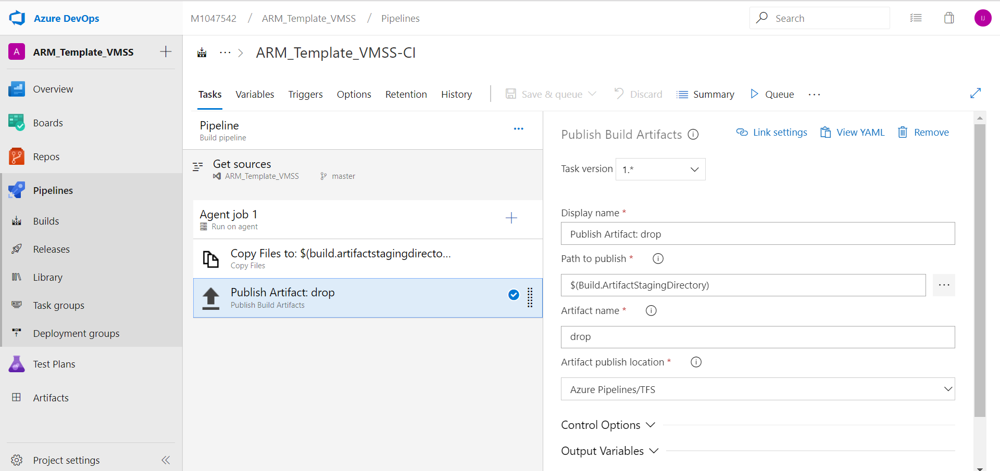 Azure DevOps
M1047542 / ARM_Template_VMSS / Pipelines
Search
IJ
A ARM_Template_VMSS
Overview
Boards
Repos
Pipelines
Builds
Releases
Library
Task groups
Deployment groups
Test Plans
Artifacts
Project settings
ARM_Template_VMSS-CI
Tasks Variables Triggers Options Retention History Save & queue Discard Summary Queue ...
Pipeline
Build pipeline
Get sources
ARM_Template_VMSS master
Agent job 1
Run on agent
Copy Files to: $(build.artifactstagingdirecto...
Copy Files
Publish Artifact: drop
Publish Build Artifacts
Publish Build Artifacts Link settings View YAML Remove
Task version 1.*
Display name *
Publish Artifact: drop
Path to publish *
$(Build.ArtifactStagingDirectory)
Artifact name *
drop
Artifact publish location *
Azure Pipelines/TFS
Control Options
Output Variables